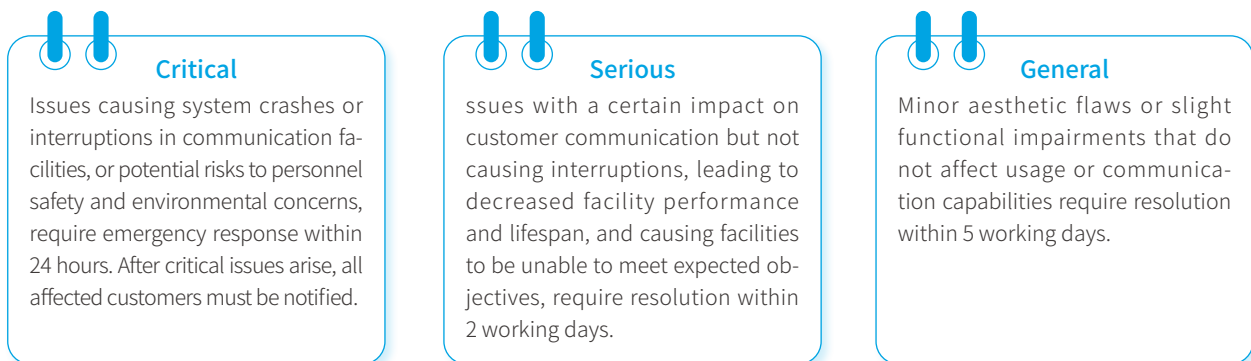 Critical
Issues causing system crashes or
interruptions in communication fa-
cilities, or potential risks to personnel
safety and environmental concerns,
require emergency response within
24 hours. After critical issues arise, all
affected customers must be notified.
Serious
ssues with a certain impact on
customer communication but not
causing interruptions, leading to
decreased facility performance
and lifespan, and causing facilities
to be unable to meet expected ob-
jectives, require resolution within
2 working days.
General
Minor aesthetic flaws or slight
functional impairments that do
not affect usage or communica-
tion capabilities require resolution
within 5 working days.